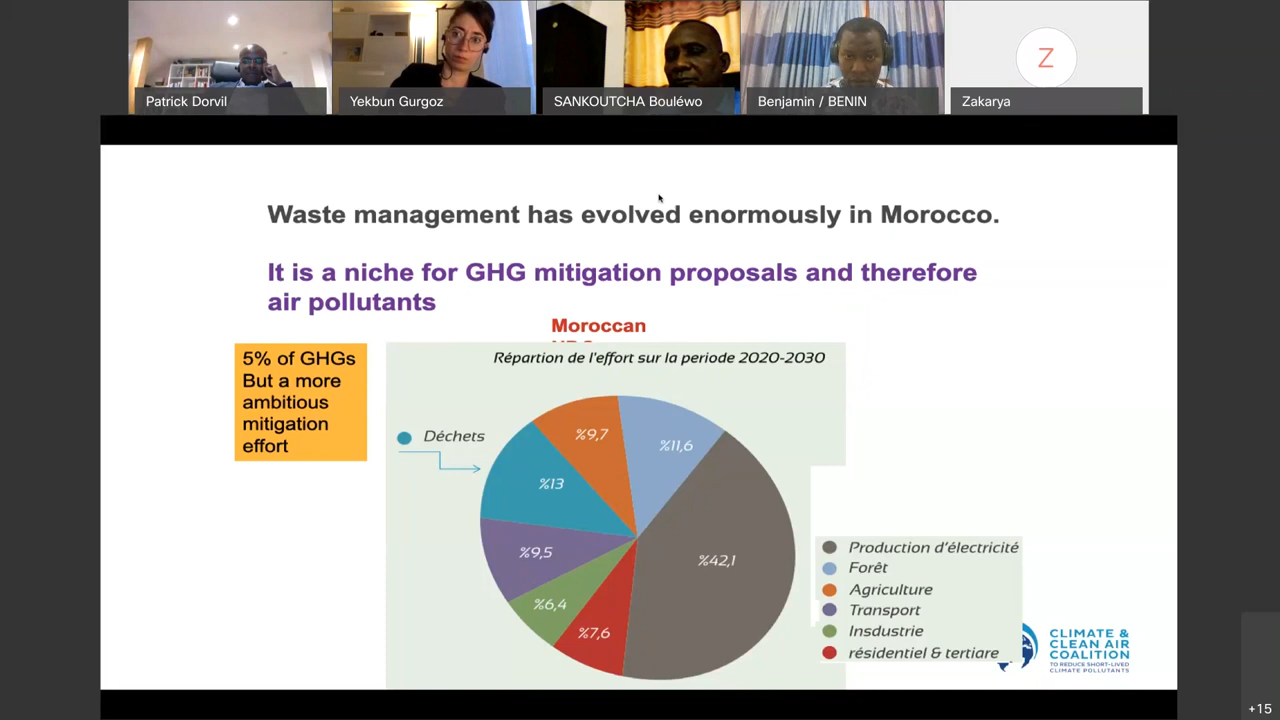 Patrick Dorvil
Yekbun Gurgoz
SANKOUTCHA Bouléwo
Benjamin / BENIN
Z
Zakarya
Waste management has evolved enormously in Morocco.
It is a niche for GHG mitigation proposals and therefore
air pollutants
Moroccan
5% of GHGs
But a more
ambitious
mitigation
effort
Répartion de l'effort sur la periode 2020-2030
Déchets
%9,7
%11,6
%13
%9,5
%42,1
%6,4
%7,6
Production d'électricité
Forêt
Agriculture
Transport
Insdustrie
résidentiel & tertiare
CLIMATE &
CLEAN AIR
COALITION
TO REDUCE SHORT-LIVED
CLIMATE POLLUTANTS
+15